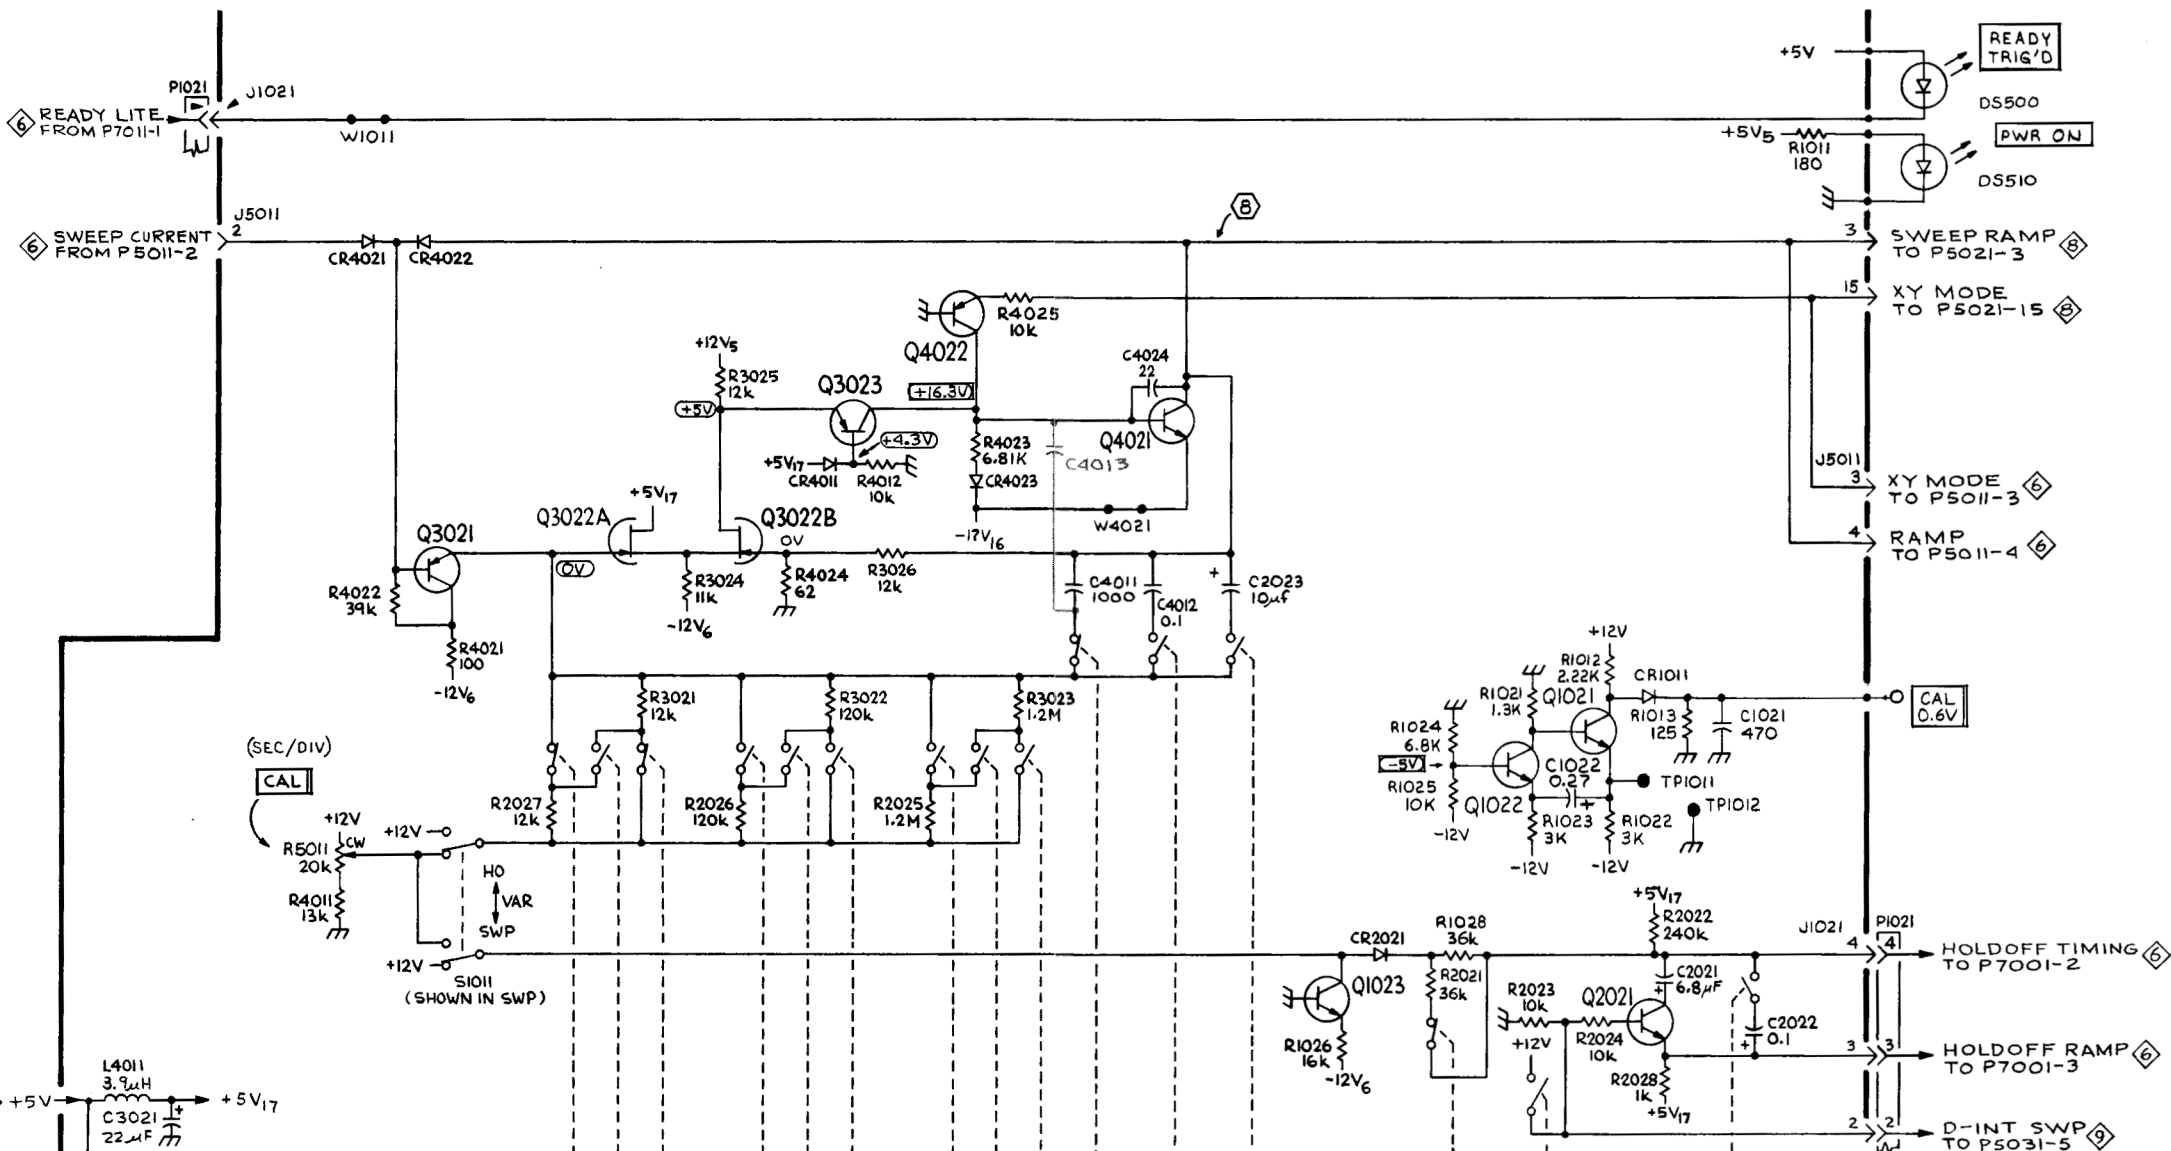 +5V
READY
TRIG'D
DS500
P1021
J1021
6 READY LITE
FROM P7011-1
W1011
+5V5
R1011
180
PWR ON
DS510
J5011
2
6 SWEEP CURRENT
FROM P5011-2
CR4021
CR4022
8
3
SWEEP RAMP
TO P5021-3 8
15
XY MODE
TO P5021-15 8
R4025
10k
Q4022
+12V5
R3025
12k
Q3023
+16.3V
C4024
22
+5V
+4.3V
+5V17
CR4011
R4012
10k
R4023
6.81K
CR4023
C4013
Q4021
-17V16
W4021
J5011
3
XY MODE
TO P5011-3 6
4
RAMP
TO P5011-4 6
Q3022A
+5V17
Q3022B
Q3021
0V
0V
R4022
39k
R4021
100
-12V6
R3024
11k
-12V6
R4024
62
R3026
12k
C4011
1000
C4012
0.1
+
C2023
10µf
R3021
12k
R3022
120k
R3023
1.2M
R2027
12k
R2026
120k
R2025
1.2M
(SEC/DIV)
CAL
+12V
CW
R5011
20k
R4011
13k
+12V
HO
VAR
SWP
+12V
S1011
(SHOWN IN SWP)
+12V
R1012
2.22K
CR1011
R1021
1.3K
Q1021
R1024
6.8K
-5V
R1025
10K
-12V
Q1022
C1022
0.27
+
R1013
125
C1021
470
CAL
0.6V
TP1011
TP1012
R1023
3K
-12V
R1022
3K
-12V
CR2021
R1028
36k
R2021
36k
Q1023
R1026
16k
-12V6
+5V17
R2022
240k
C2021
6.8µF
+
R2023
10k
R2024
10k
Q2021
+12V
R2028
1k
+5V17
C2022
0.1
+
J1021
P1021
4
4
HOLDOFF TIMING
TO P7001-2 6
3
3
HOLDOFF RAMP
TO P7001-3 6
2
2
D-INT SWP
TO P5031-5 9
+5V
L4011
3.9µH
+5V17
C3021
22µF
+